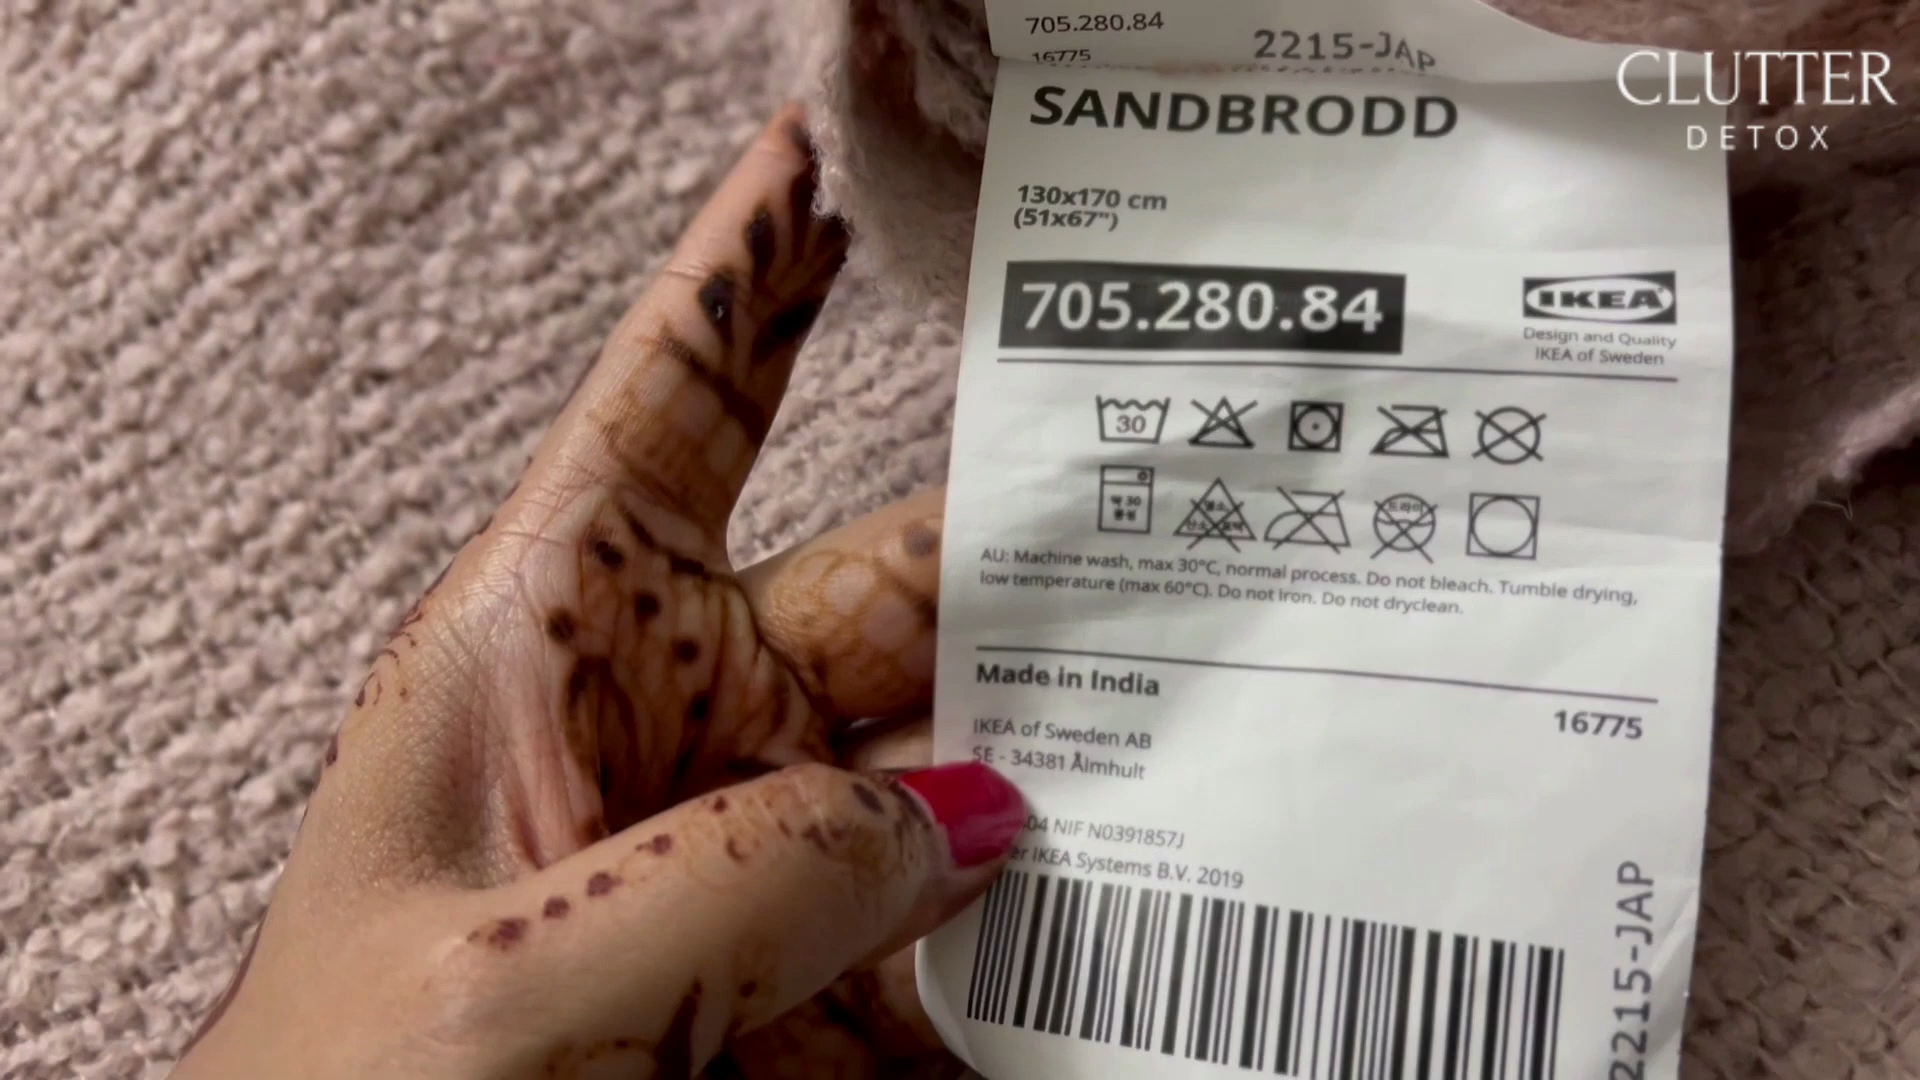 705.280.84
16775
2215-JAP
CLUTTER
DETOX
SANDBRODD
130x170 cm
(51x67")
705.280.84
IKEA
Design and Quality
IKEA of Sweden
30
AU: Machine wash, max 30°C, normal process. Do not bleach. Tumble drying,
low temperature (max 60°C). Do not iron. Do not dryclean.
Made in India
16775
IKEA of Sweden AB
SE - 34381 Älmhult
NIF N0391857J
IKEA Systems B.V. 2019
2215-JAP